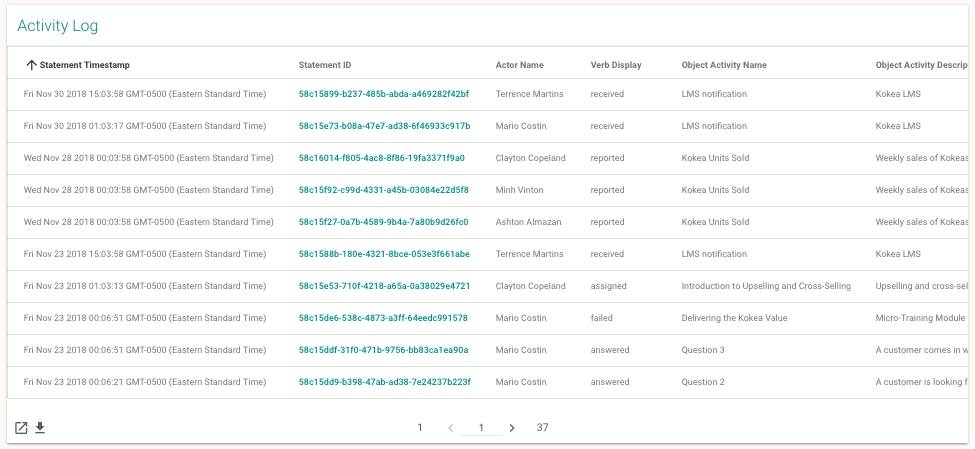 Activity Log
Statement Timestamp Statement ID Actor Name Verb Display Object Activity Name Object Activity Descrip
Fri Nov 30 2018 15:03:58 GMT-0500 (Eastern Standard Time) 58c15899-b237-485b-abda-a469282f42bf Terrence Martins received LMS notification Kokea LMS
Fri Nov 30 2018 01:03:17 GMT-0500 (Eastern Standard Time) 58c15e73-b08a-47e7-ad38-6f46933c917b Mario Costin received LMS notification Kokea LMS
Wed Nov 28 2018 00:03:58 GMT-0500 (Eastern Standard Time) 58c16014-f805-4ac8-8f86-19fa3371f9a0 Clayton Copeland reported Kokea Units Sold Weekly sales of Kokeas
Wed Nov 28 2018 00:03:58 GMT-0500 (Eastern Standard Time) 58c15f92-c99d-4331-a45b-03084e22d5f8 Minh Vinton reported Kokea Units Sold Weekly sales of Kokeas
Wed Nov 28 2018 00:03:58 GMT-0500 (Eastern Standard Time) 58c15f27-0a7b-4589-9b4a-7a80b9d26fc0 Ashton Almazan reported Kokea Units Sold Weekly sales of Kokeas
Fri Nov 23 2018 15:03:58 GMT-0500 (Eastern Standard Time) 58c1588b-180e-4321-8bce-053e3f661abe Terrence Martins received LMS notification Kokea LMS
Fri Nov 23 2018 01:03:13 GMT-0500 (Eastern Standard Time) 58c15e53-710f-4218-a65a-0a38029e4721 Clayton Copeland assigned Introduction to Upselling and Cross-Selling Upselling and cross-sel
Fri Nov 23 2018 00:06:51 GMT-0500 (Eastern Standard Time) 58c15de6-538c-4873-a3ff-64eedc991578 Mario Costin failed Delivering the Kokea Value Micro-Training Module
Fri Nov 23 2018 00:06:51 GMT-0500 (Eastern Standard Time) 58c15ddf-31f0-471b-9756-bb83ca1ea90a Mario Costin answered Question 3 A customer comes in w
Fri Nov 23 2018 00:06:21 GMT-0500 (Eastern Standard Time) 58c15dd9-b398-47ab-ad38-7e24237b223f Mario Costin answered Question 2 A customer is looking f
1 1 37